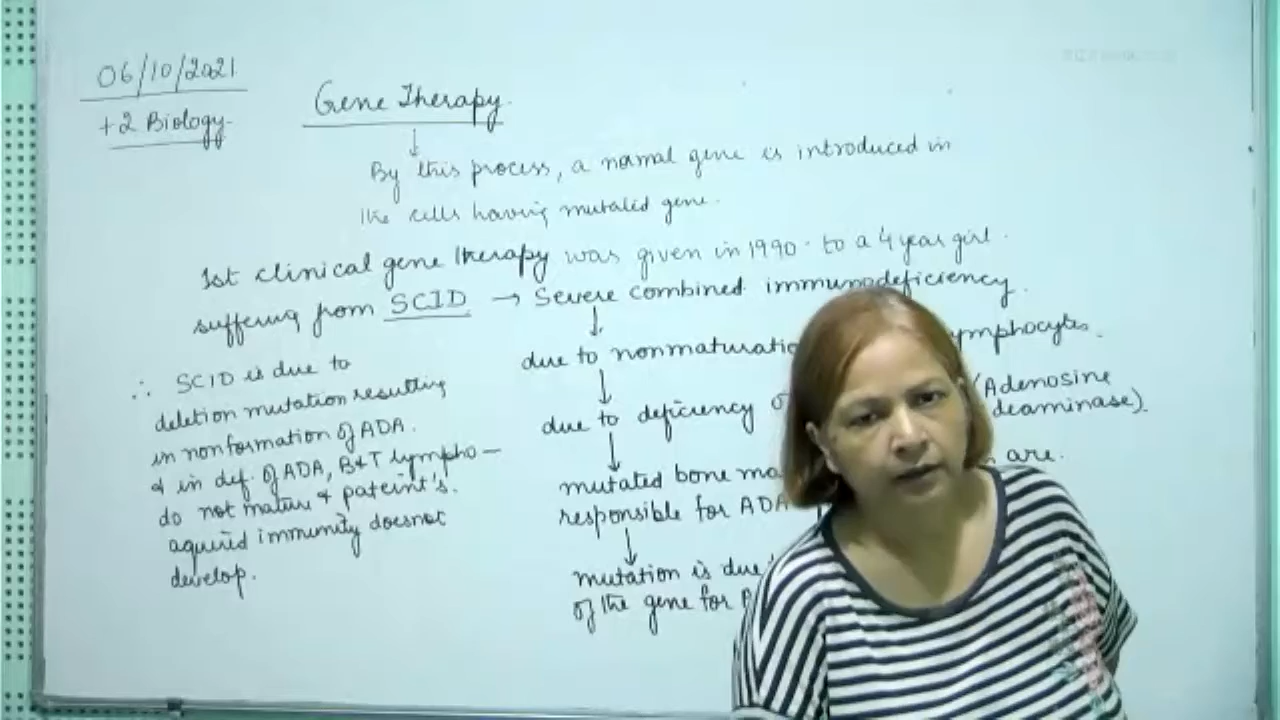 06/10/2021
+2 Biology
Gene Therapy
By this process, a normal gene is introduced in
the cells having mutated gene.
1st clinical gene therapy was given in 1990. to a 4 year girl.
suffering from SCID → Severe combined immunodeficiency.
due to nonmaturatio lymphocytes.
due to deficiency o (Adenosine
deaminase).
mutated bone ma are.
responsible for ADA
mutation is due
of the gene for
∴ SCID is due to
deletion mutation resulting
in nonformation of ADA.
& in def. of ADA, B&T lympho—
do not mature & pateint's.
aquired immunity doesnot
develop.